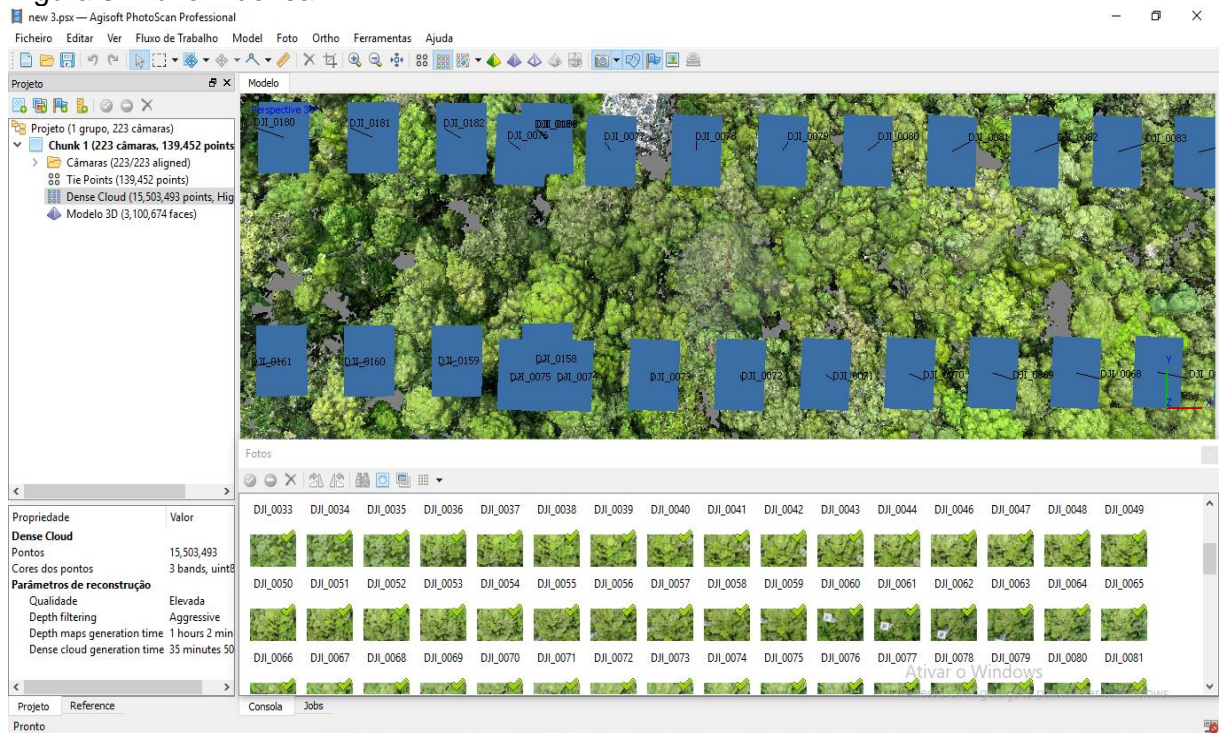 new 3.psx — Agisoft PhotoScan Professional
Ficheiro Editar Ver Fluxo de Trabalho Model Foto Ortho Ferramentas Ajuda
Projeto
Modelo
Projeto (1 grupo, 223 câmaras)
Chunk 1 (223 câmaras, 139,452 points
Câmaras (223/223 aligned)
Tie Points (139,452 points)
Dense Cloud (15,503,493 points, Hig
Modelo 3D (3,100,674 faces)
Perspective 3
DJI_0180 DJI_0181 DJI_0182 DJI_0076 DJI_0077 DJI_0078 DJI_0079 DJI_0080 DJI_0081 DJI_0082 DJI_0083
DJI_0161 DJI_0160 DJI_0159 DJI_0158
DJI_0075 DJI_0074 DJI_0073 DJI_0072 DJI_0071 DJI_0070 DJI_0069 DJI_0068 DJI_0
Y
Z
X
Fotos
DJI_0033 DJI_0034 DJI_0035 DJI_0036 DJI_0037 DJI_0038 DJI_0039 DJI_0040 DJI_0041 DJI_0042 DJI_0043 DJI_0044 DJI_0046 DJI_0047 DJI_0048 DJI_0049
DJI_0050 DJI_0051 DJI_0052 DJI_0053 DJI_0054 DJI_0055 DJI_0056 DJI_0057 DJI_0058 DJI_0059 DJI_0060 DJI_0061 DJI_0062 DJI_0063 DJI_0064 DJI_0065
DJI_0066 DJI_0067 DJI_0068 DJI_0069 DJI_0070 DJI_0071 DJI_0072 DJI_0073 DJI_0074 DJI_0075 DJI_0076 DJI_0077 DJI_0078 DJI_0079 DJI_0080 DJI_0081
Ativar o Windows
Propriedade Valor
Dense Cloud
Pontos 15,503,493
Cores dos pontos 3 bands, uint8
Parâmetros de reconstrução
Qualidade Elevada
Depth filtering Aggressive
Depth maps generation time 1 hours 2 min
Dense cloud generation time 35 minutes 50
Projeto Reference
Consola Jobs
Pronto